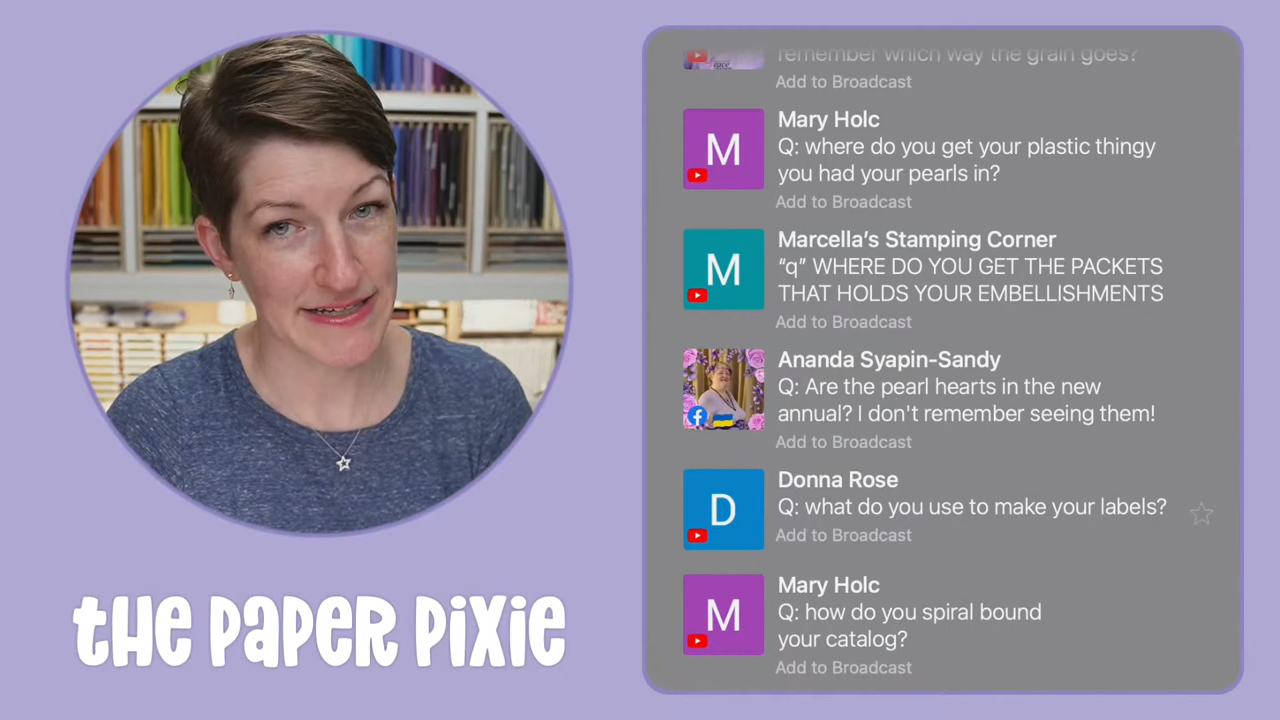 remember which way the grain goes?
Add to Broadcast
M
Mary Holc
Q: where do you get your plastic thingy
you had your pearls in?
Add to Broadcast
M
Marcella’s Stamping Corner
“q” WHERE DO YOU GET THE PACKETS
THAT HOLDS YOUR EMBELLISHMENTS
Add to Broadcast
Ananda Syapin-Sandy
Q: Are the pearl hearts in the new
annual? I don't remember seeing them!
Add to Broadcast
D
Donna Rose
Q: what do you use to make your labels?
Add to Broadcast
M
Mary Holc
Q: how do you spiral bound
your catalog?
Add to Broadcast
the paper pixie